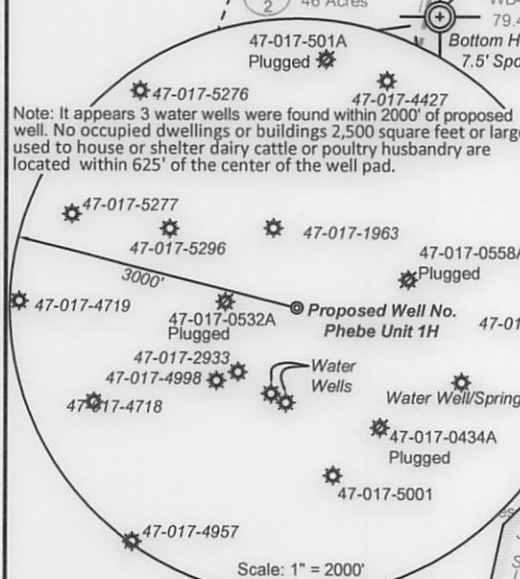 2
46 Acres
79.4
47-017-501A
Plugged
Bottom H
7.5' Spo
47-017-5276
47-017-4427
Note: It appears 3 water wells were found within 2000' of proposed
well. No occupied dwellings or buildings 2,500 square feet or large
used to house or shelter dairy cattle or poultry husbandry are
located within 625' of the center of the well pad.
47-017-5277
47-017-5296
47-017-1963
47-017-0558A
Plugged
3000'
47-017-4719
47-017-0532A
Plugged
Proposed Well No.
Phebe Unit 1H
47-01
47-017-2933
47-017-4998
Water
Wells
47-017-4718
Water Well/Spring
47-017-0434A
Plugged
47-017-5001
47-017-4957
Scale: 1" = 2000'